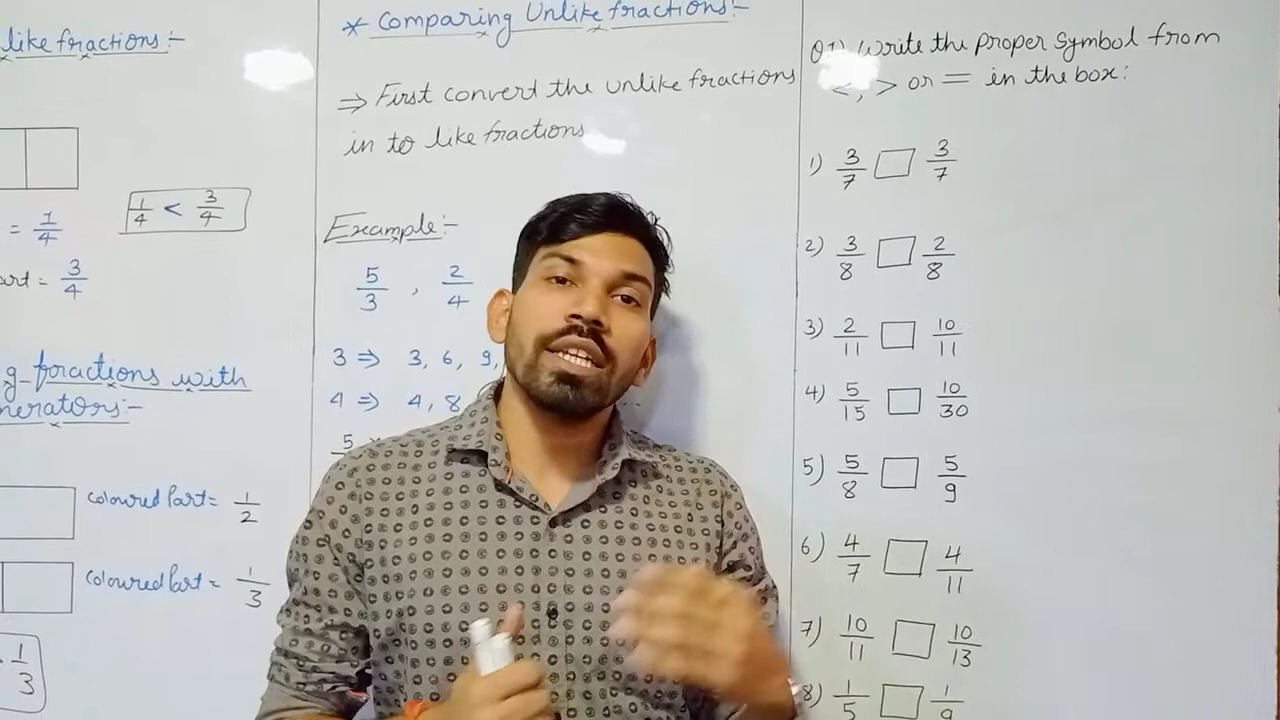 like fractions:-
1/4 < 3/4
= 1/4
art = 3/4
g fractions with
nerators:-
coloured Part = 1/2
coloured Part = 1/3
1/3
* Comparing Unlike fractions:-
⇒ First convert the unlike fractions
in to like fractions
Example:-
5/3 , 2/4
3 ⇒ 3, 6, 9,
4 ⇒ 4, 8
5
Q1) Write the proper symbol from
<, > or = in the box:
1) 3/7 □ 3/7
2) 3/8 □ 2/8
3) 2/11 □ 10/11
4) 5/15 □ 10/30
5) 5/8 □ 5/9
6) 4/7 □ 4/11
7) 10/11 □ 10/13
8) 1/5 □ 1/9